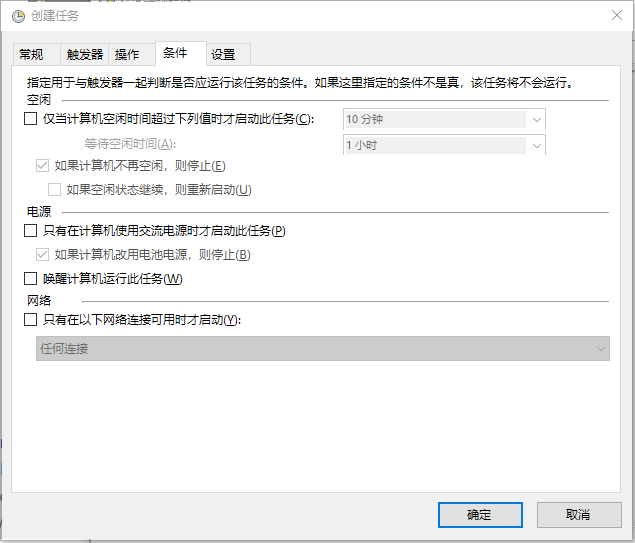 创建任务
常规 触发器 操作 条件 设置
指定用于与触发器一起判断是否应运行该任务的条件。如果这里指定的条件不是真，该任务将不会运行。
空闲
仅当计算机空闲时间超过下列值时才启动此任务(C): 10 分钟
等待空闲时间(A): 1 小时
如果计算机不再空闲，则停止(E)
如果空闲状态继续，则重新启动(U)
电源
只有在计算机使用交流电源时才启动此任务(P)
如果计算机改用电池电源，则停止(B)
唤醒计算机运行此任务(W)
网络
只有在以下网络连接可用时才启动(Y):
任何连接
确定 取消